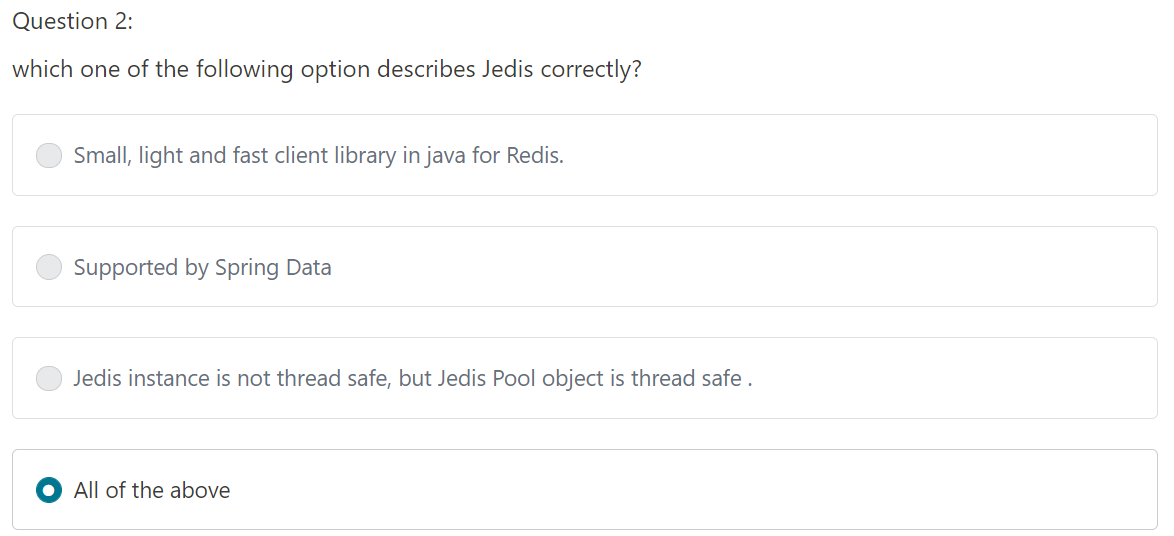 Question 2:
which one of the following option describes Jedis correctly?
Small, light and fast client library in java for Redis.
Supported by Spring Data
Jedis instance is not thread safe, but Jedis Pool object is thread safe .
All of the above